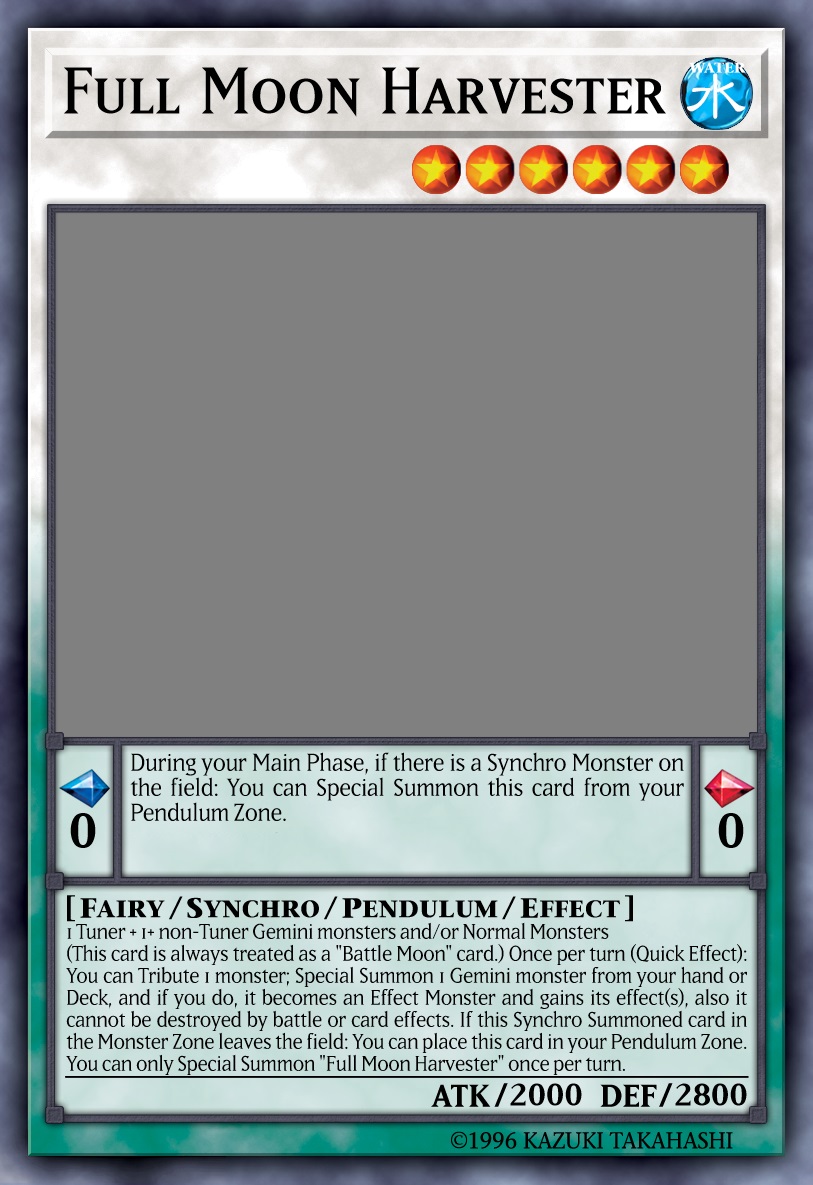 Full Moon Harvester
WATER
水
During your Main Phase, if there is a Synchro Monster on
the field: You can Special Summon this card from your
Pendulum Zone.
0
0
[ Fairy / Synchro / Pendulum / Effect ]
1 Tuner + 1+ non-Tuner Gemini monsters and/or Normal Monsters
(This card is always treated as a "Battle Moon" card.) Once per turn (Quick Effect):
You can Tribute 1 monster; Special Summon 1 Gemini monster from your hand or
Deck, and if you do, it becomes an Effect Monster and gains its effect(s), also it
cannot be destroyed by battle or card effects. If this Synchro Summoned card in
the Monster Zone leaves the field: You can place this card in your Pendulum Zone.
You can only Special Summon "Full Moon Harvester" once per turn.
ATK/2000 DEF/2800
©1996 KAZUKI TAKAHASHI